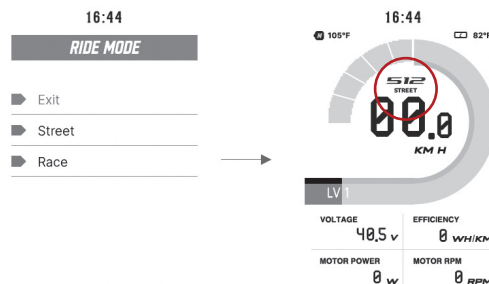 16:44
RIDE MODE
Exit
Street
Race
16:44
M 105°F
82°F
512
STREET
00.0
KM H
LV 1
VOLTAGE
EFFICIENCY
40.5 V
0 WH/KM
MOTOR POWER
MOTOR RPM
0 W
0 RPM